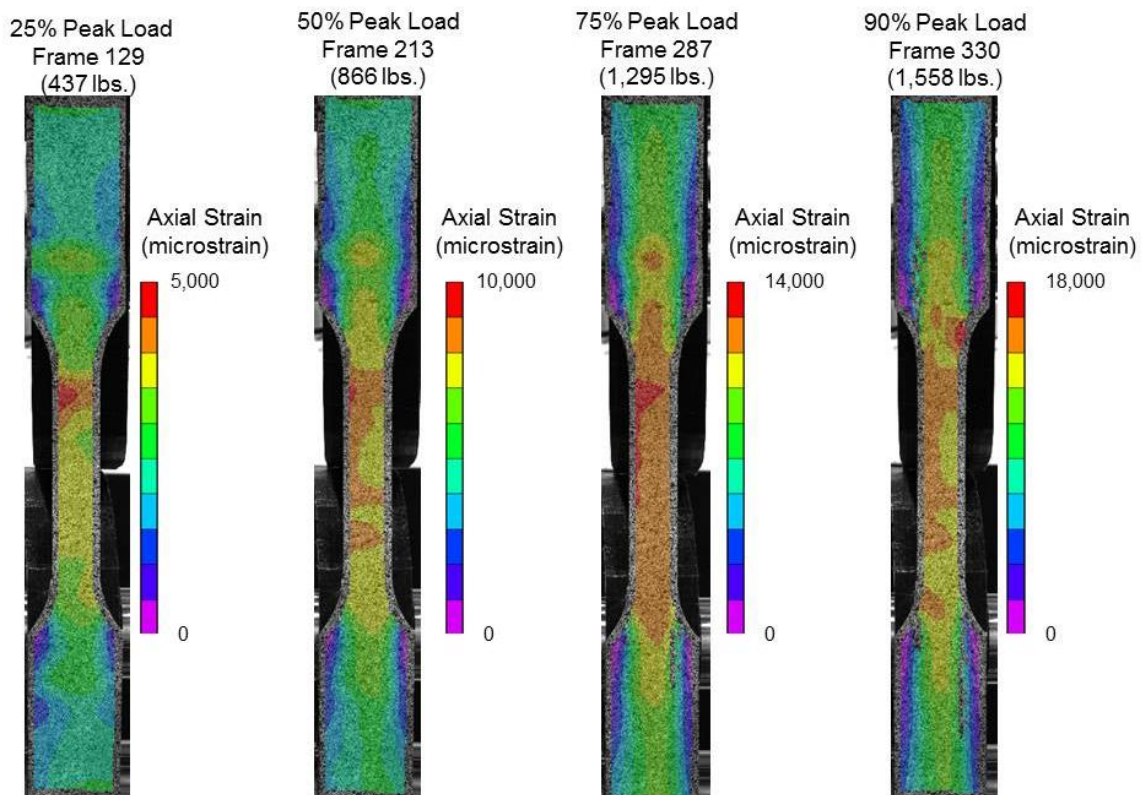 25% Peak Load
Frame 129
(437 lbs.)
50% Peak Load
Frame 213
(866 lbs.)
75% Peak Load
Frame 287
(1,295 lbs.)
90% Peak Load
Frame 330
(1,558 lbs.)
Axial Strain
(microstrain)
5,000
0
Axial Strain
(microstrain)
10,000
0
Axial Strain
(microstrain)
14,000
0
Axial Strain
(microstrain)
18,000
0